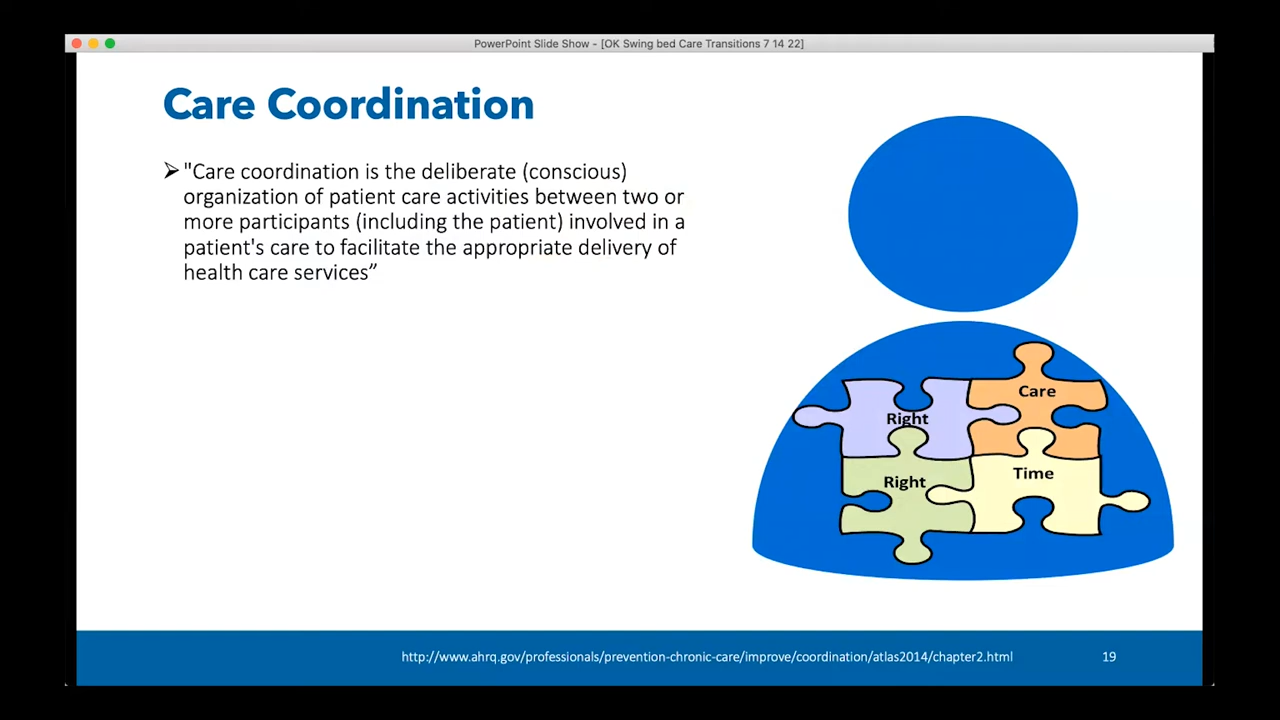 PowerPoint Slide Show - [OK Swing bed Care Transitions 7 14 22]
Care Coordination
"Care coordination is the deliberate (conscious)
organization of patient care activities between two or
more participants (including the patient) involved in a
patient's care to facilitate the appropriate delivery of
health care services”
Right
Care
Right
Time
http://www.ahrq.gov/professionals/prevention-chronic-care/improve/coordination/atlas2014/chapter2.html
19